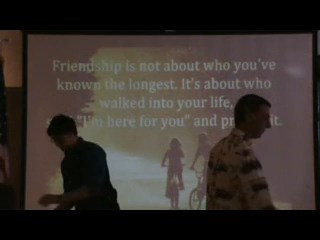 Friendship is not about who you've
known the longest. It's about who
walked into your life,
"I'm here for you" and pr it.